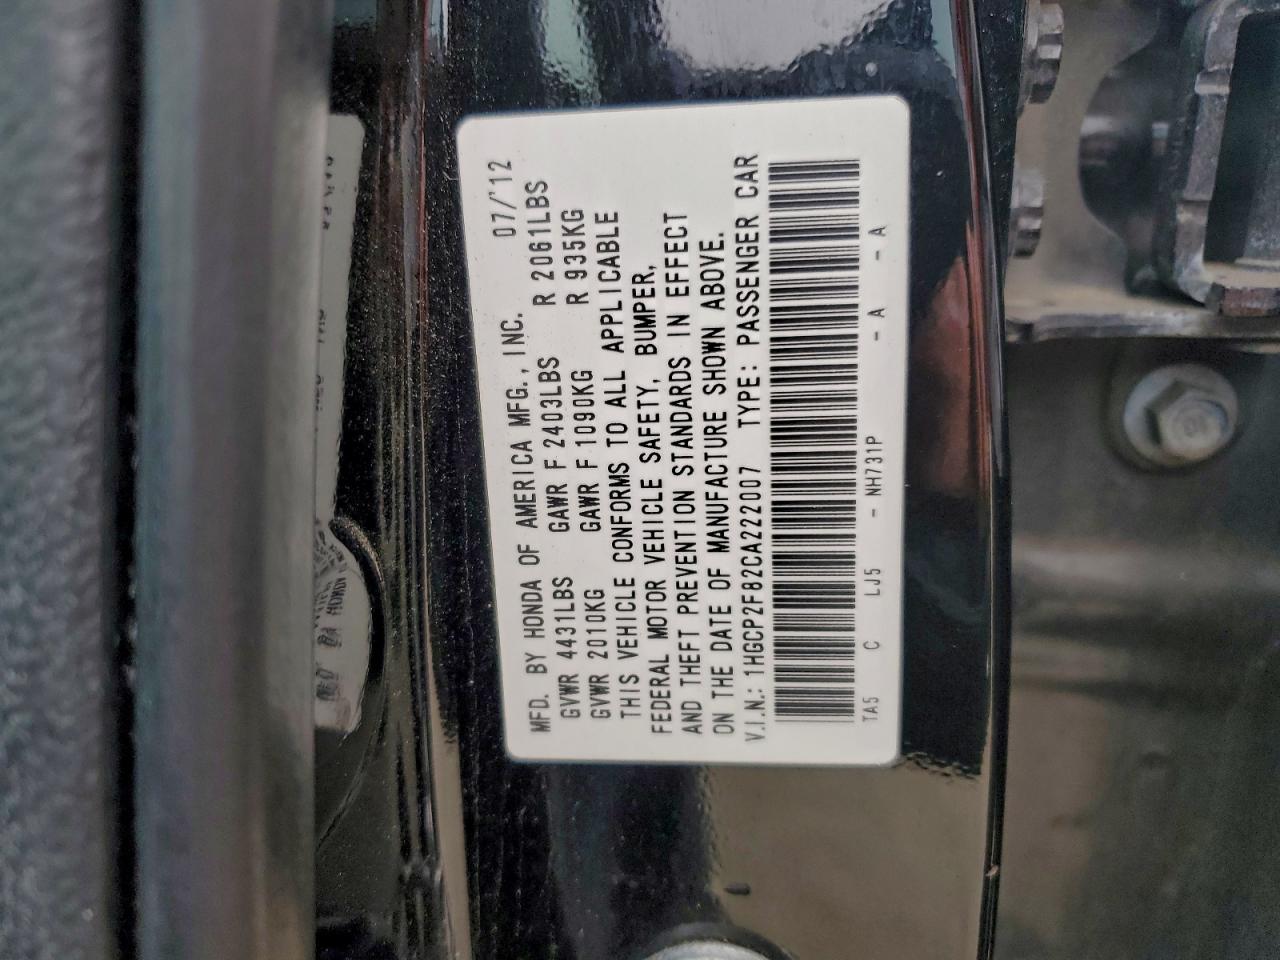 MFD. BY HONDA OF AMERICA MFG., INC. 07/'12
GVWR 4431LBS GAWR F 2403LBS R 2061LBS
GVWR 2010KG GAWR F 1090KG R 935KG
THIS VEHICLE CONFORMS TO ALL APPLICABLE
FEDERAL MOTOR VEHICLE SAFETY, BUMPER,
AND THEFT PREVENTION STANDARDS IN EFFECT
ON THE DATE OF MANUFACTURE SHOWN ABOVE.
V.I.N.: 1HGCP2F82CA222007 TYPE: PASSENGER CAR
TA5 C LJ5 - NH731P - A - A